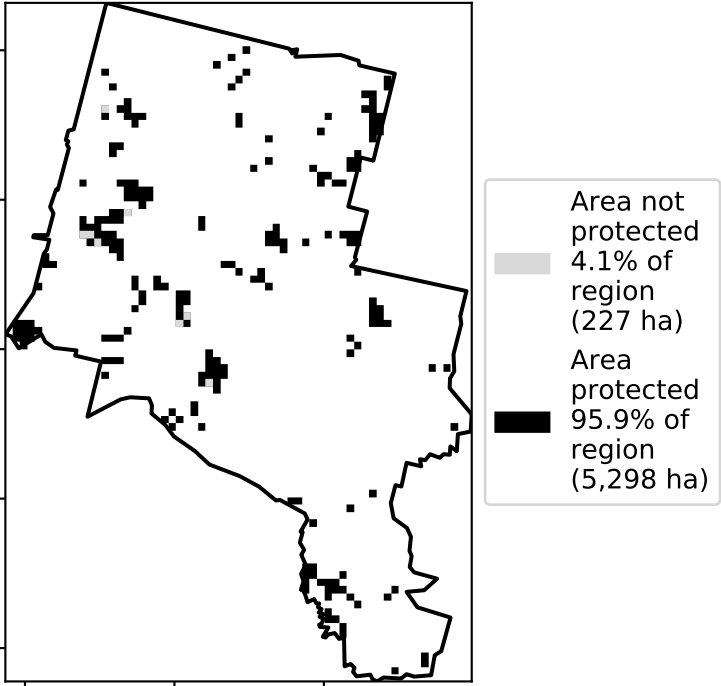 Area not
protected
4.1% of
region
(227 ha)
Area
protected
95.9% of
region
(5,298 ha)